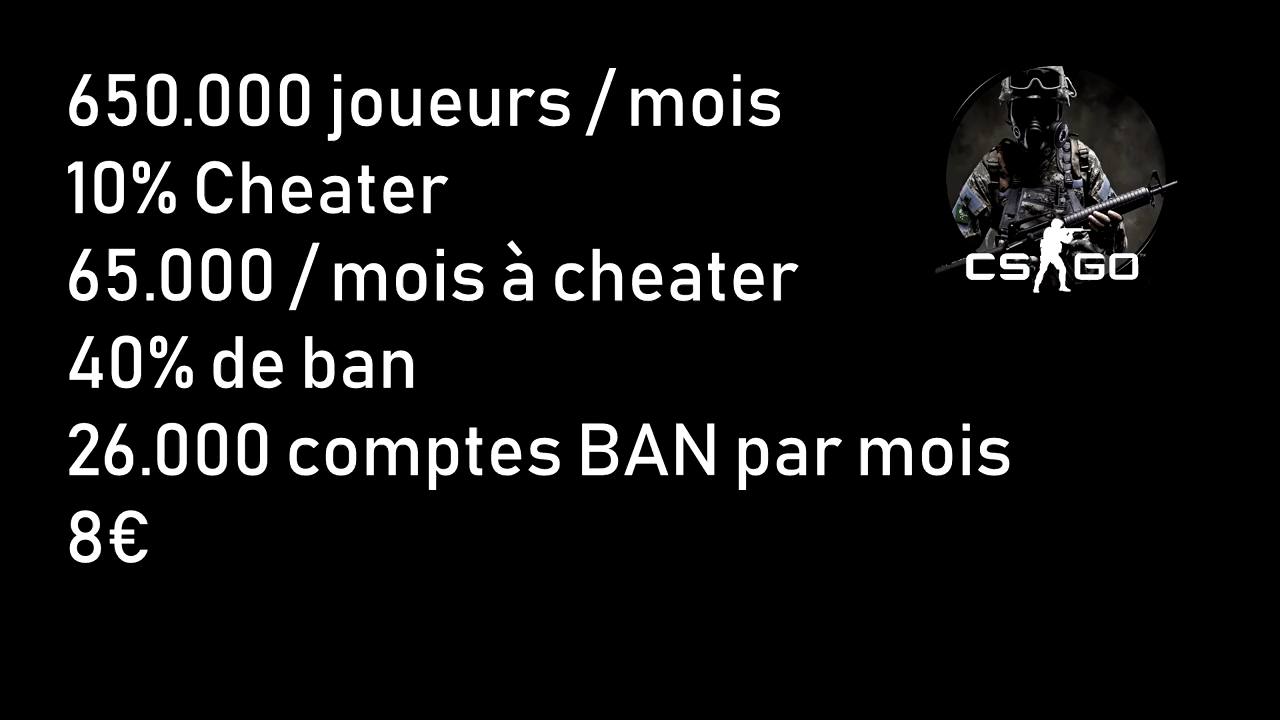 650.000 joueurs / mois
10% Cheater
65.000 / mois à cheater
40% de ban
26.000 comptes BAN par mois
8€
CS GO